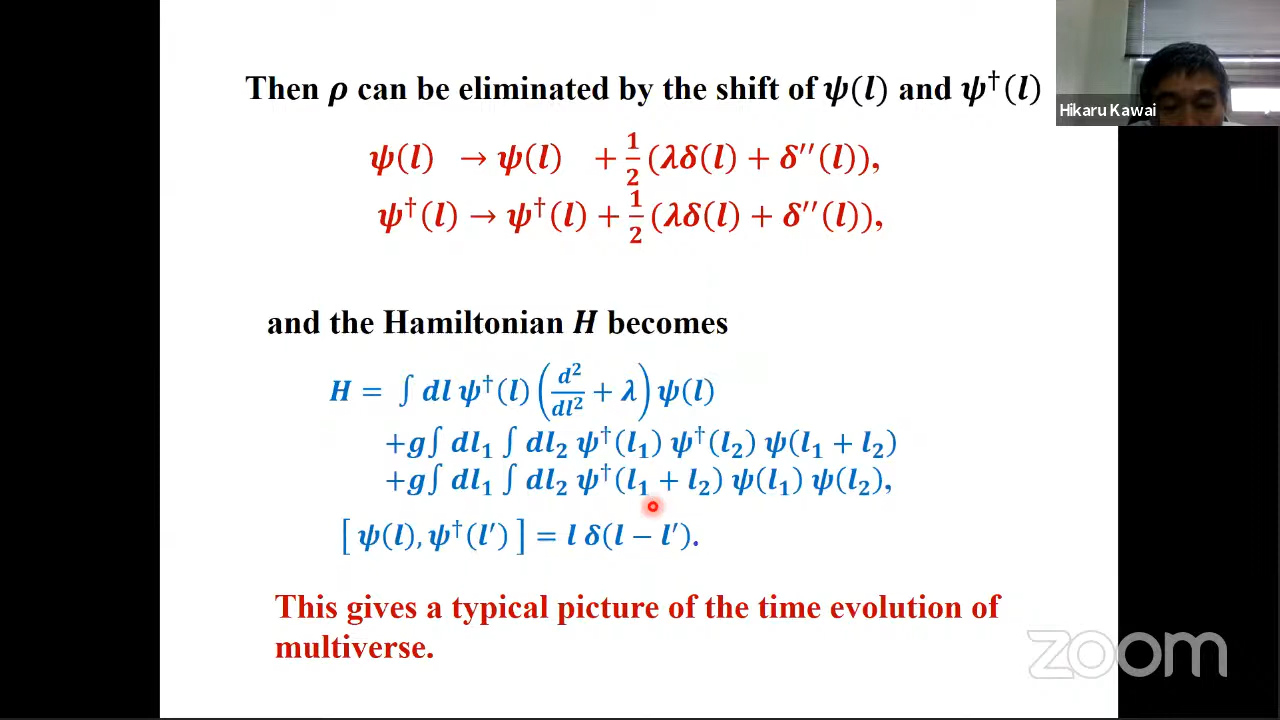 Then ρ can be eliminated by the shift of ψ(l) and ψ†(l)
Hikaru Kawai
ψ(l) → ψ(l) + 1/2 (λδ(l) + δ′′(l)),
ψ†(l) → ψ†(l) + 1/2 (λδ(l) + δ′′(l)),
and the Hamiltonian H becomes
H = ∫ dl ψ†(l) (d²/dl² + λ) ψ(l)
+g∫ dl₁ ∫ dl₂ ψ†(l₁) ψ†(l₂) ψ(l₁ + l₂)
+g∫ dl₁ ∫ dl₂ ψ†(l₁ + l₂) ψ(l₁) ψ(l₂),
[ ψ(l), ψ†(l′) ] = l δ(l − l′).
This gives a typical picture of the time evolution of
multiverse.
zoom